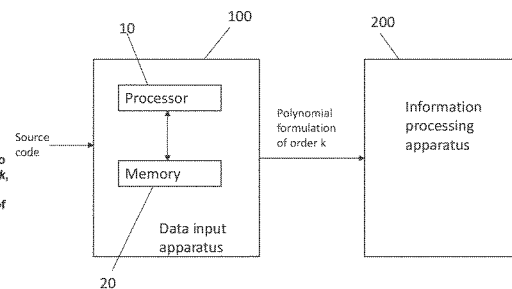 10
100
200
Processor
Source
code
Memory
Polynomial
formulation
of order k
Information
processing
apparatus
Data input
apparatus
20
k,